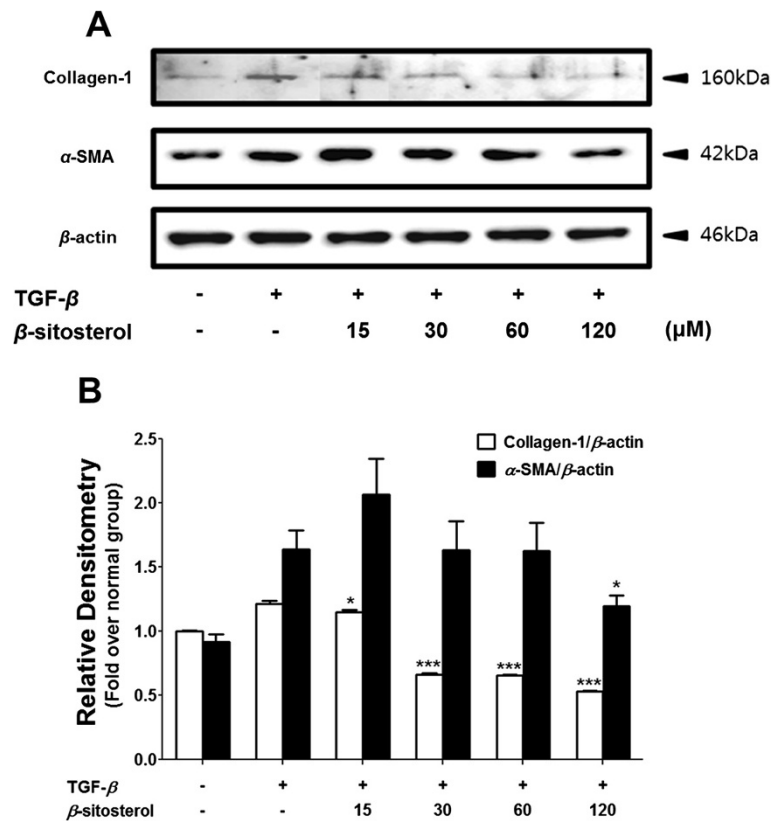 A
Collagen-1 160kDa
α-SMA 42kDa
β-actin 46kDa
TGF-β - + + + + +
β-sitosterol - - 15 30 60 120 (μM)
B
Relative Densitometry
(Fold over normal group)
2.5
2.0
1.5
1.0
0.5
0.0
Collagen-1/β-actin
α-SMA/β-actin
* *** *** *** *
TGF-β - + + + + +
β-sitosterol - - 15 30 60 120